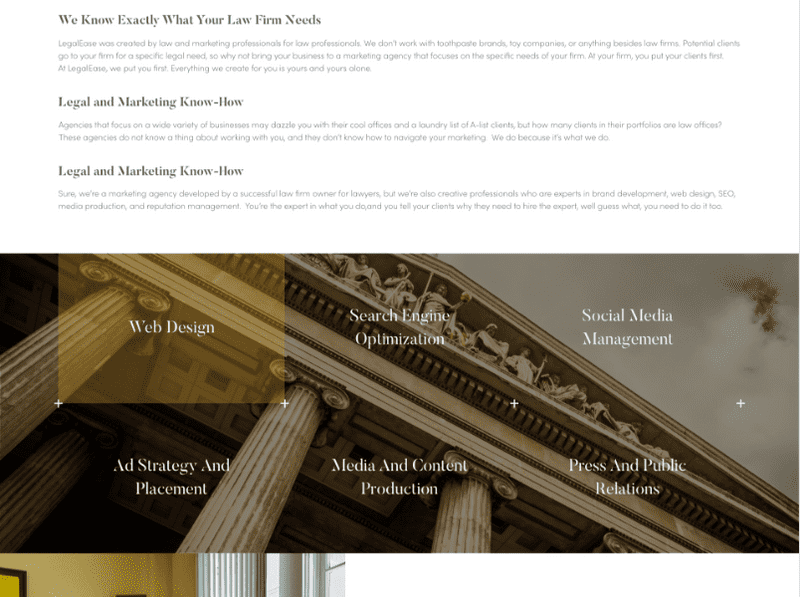 We Know Exactly What Your Law Firm Needs
LegalEase was created by law and marketing professionals for law professionals. We don't work with toothpaste brands, toy companies, or anything besides law firms. Potential clients
go to your firm for a specific legal need, so why not bring your business to a marketing agency that focuses on the specific needs of your firm. At your firm, you put your clients first.
At LegalEase, we put you first. Everything we create for you is yours and yours alone.
Legal and Marketing Know-How
Agencies that focus on a wide variety of businesses may dazzle you with their cool offices and a laundry list of A-list clients, but how many clients in their portfolios are law offices?
These agencies do not know a thing about working with you, and they don't know how to navigate your marketing. We do because it's what we do.
Legal and Marketing Know-How
Sure, we're a marketing agency developed by a successful law firm owner for lawyers, but we're also creative professionals who are experts in brand development, web design, SEO,
media production, and reputation management. You're the expert in what you do,and you tell your clients why they need to hire the expert, well guess what, you need to do it too.
Web Design
Search Engine
Optimization
Social Media
Management
Ad Strategy And
Placement
Media And Content
Production
Press And Public
Relations